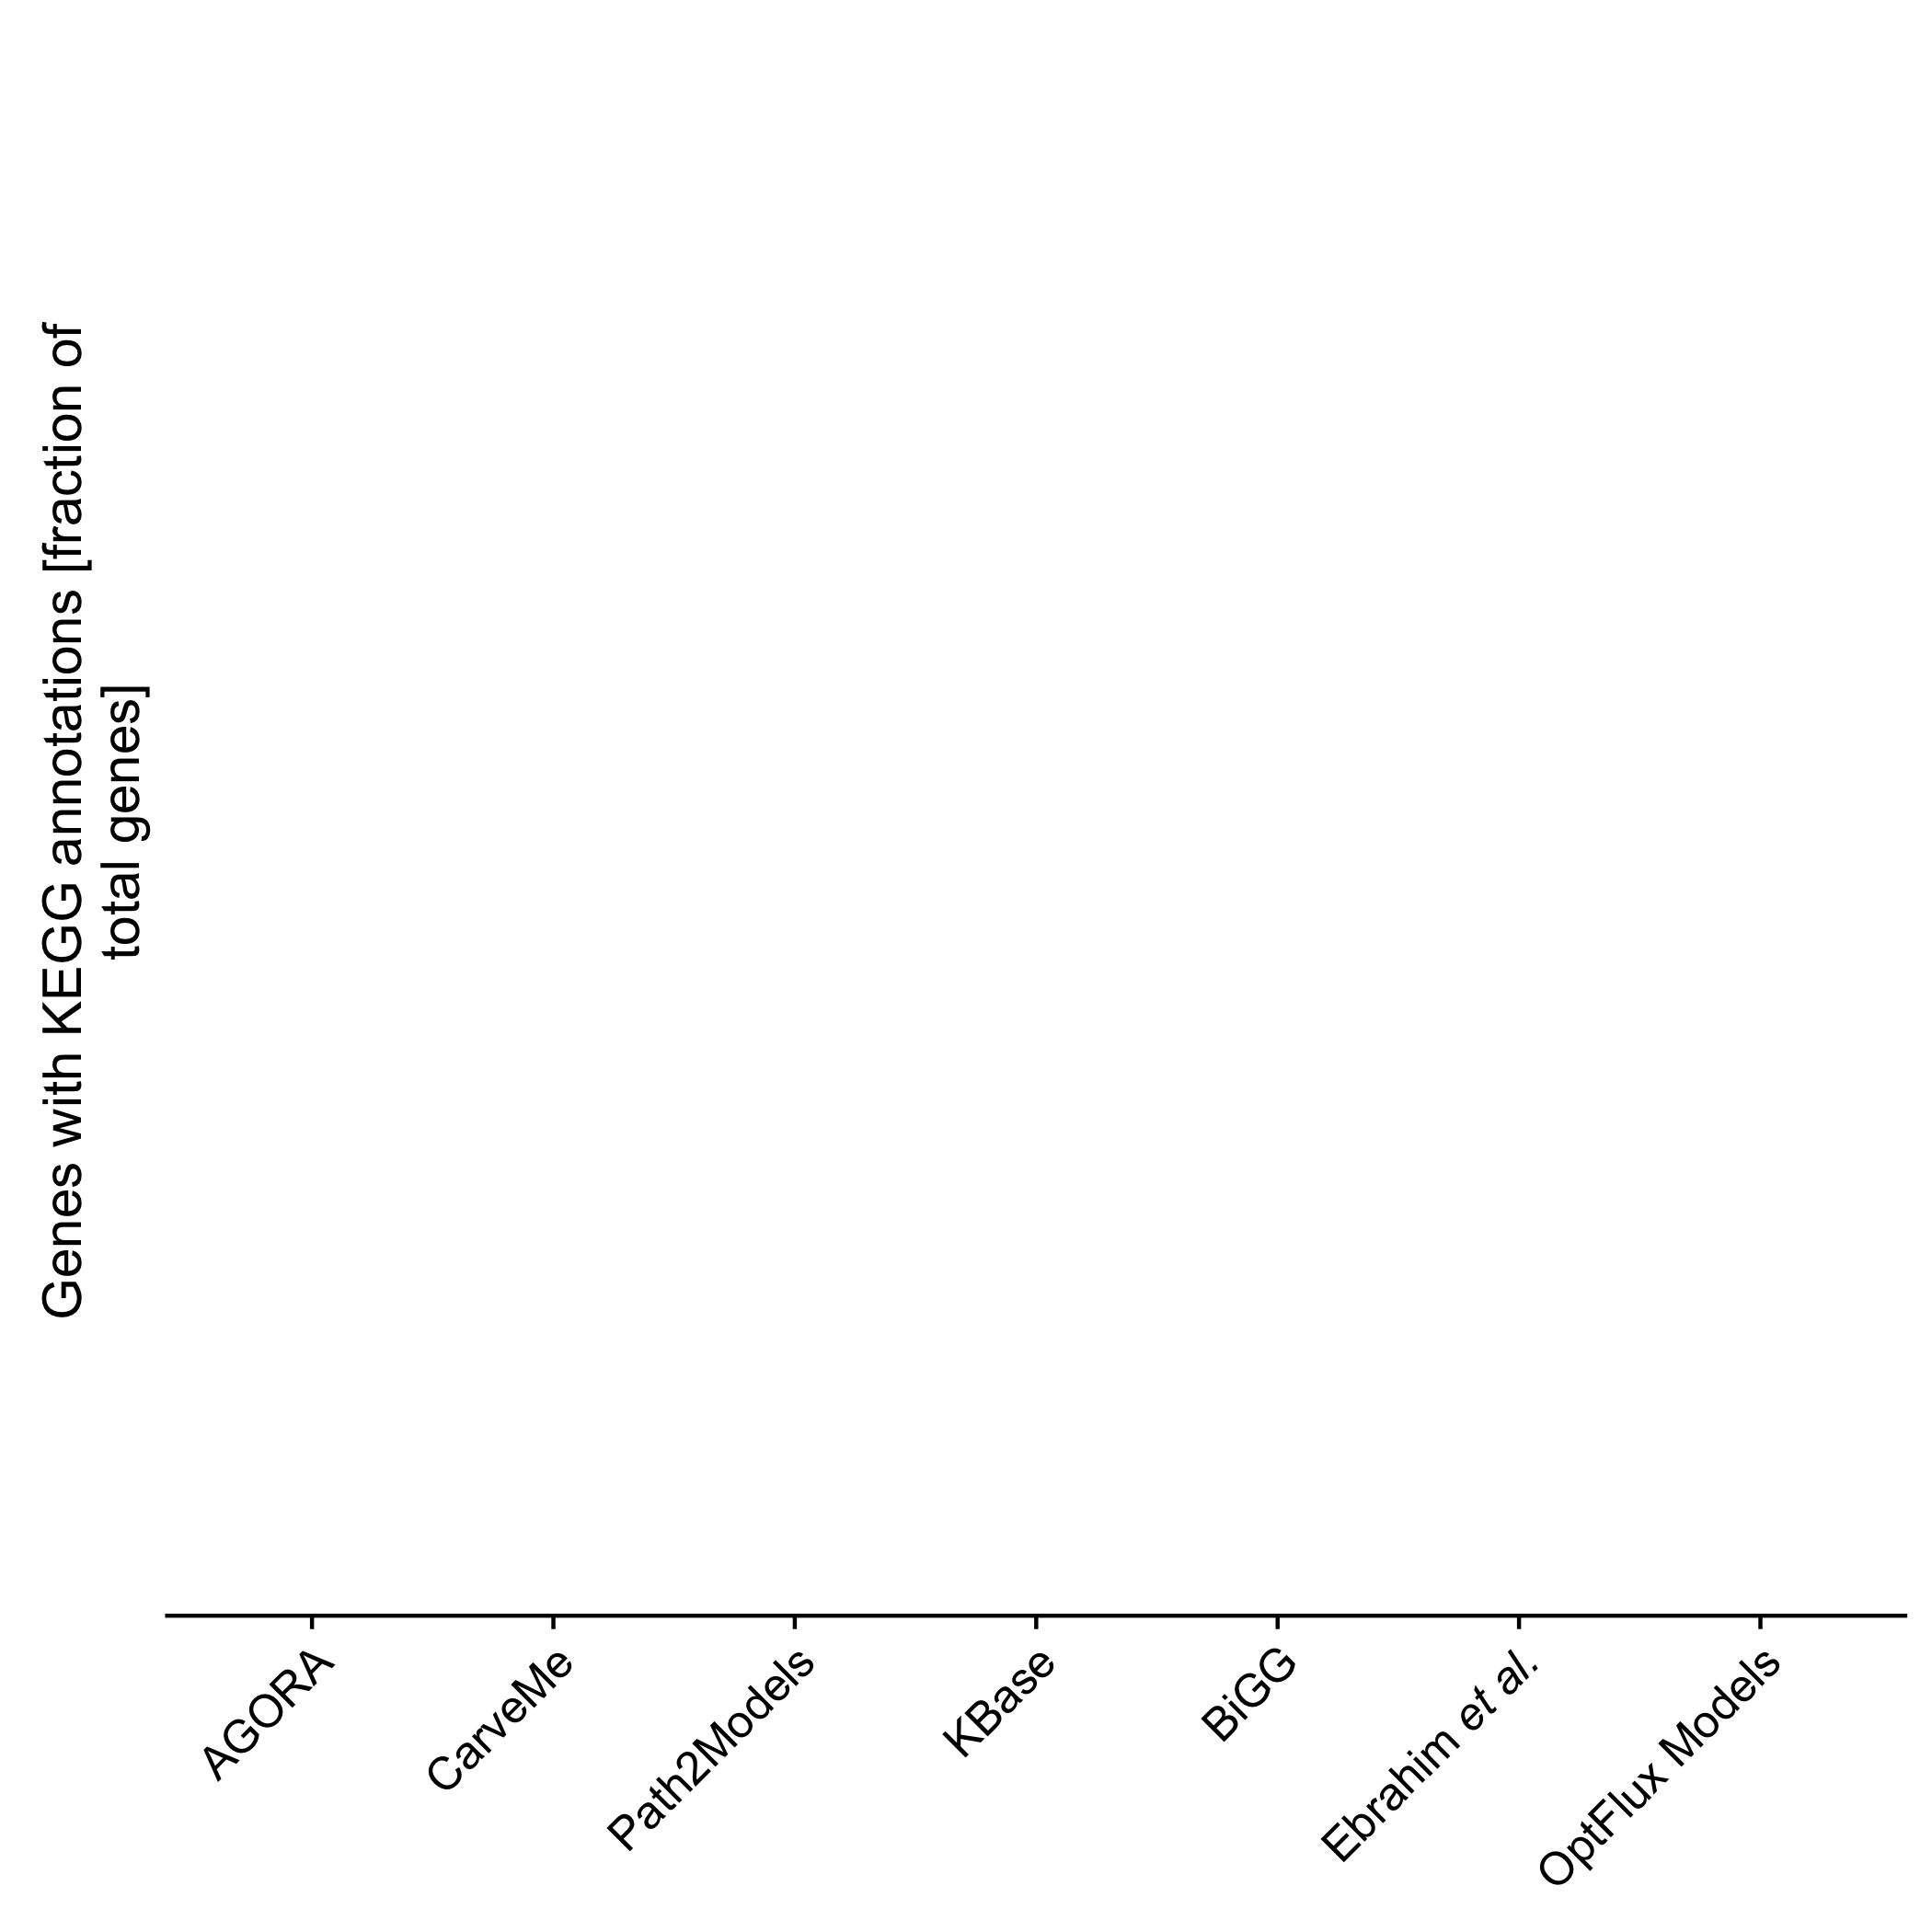 Genes with KEGG annotations [fraction of
total genes]
AGORA
CarveMe
Path2Models
KBase
BiGG
Ebrahim et al.
OptFlux Models